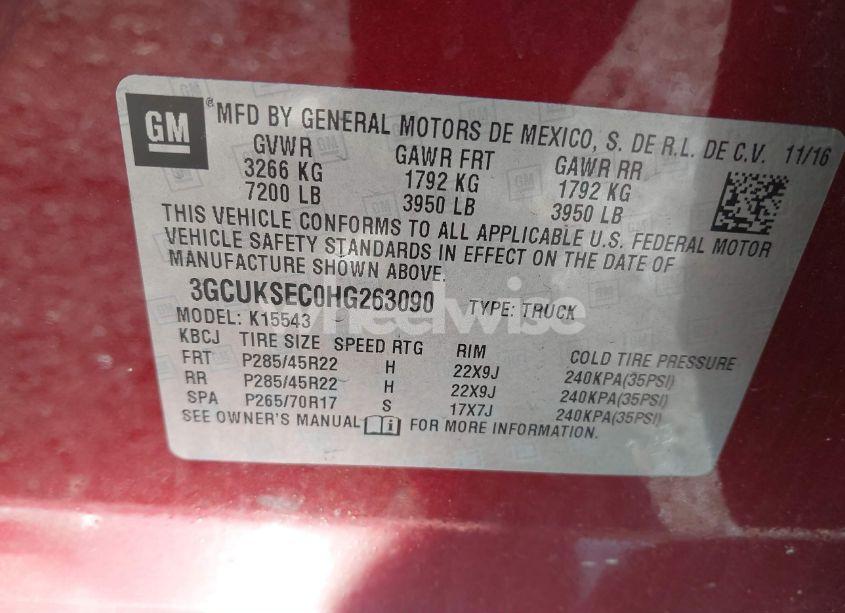 GM ® MFD BY GENERAL MOTORS DE MEXICO, S. DE R.L. DE C.V. 11/16
GVWR GAWR FRT GAWR RR
3266 KG 1792 KG 1792 KG
7200 LB 3950 LB 3950 LB
THIS VEHICLE CONFORMS TO ALL APPLICABLE U.S. FEDERAL MOTOR
VEHICLE SAFETY STANDARDS IN EFFECT ON THE DATE OF
MANUFACTURE SHOWN ABOVE.
3GCUKSEC0HG263090 TYPE: TRUCK
MODEL: K15543
wheelwise
KBCJ TIRE SIZE SPEED RTG RIM COLD TIRE PRESSURE
FRT P285/45R22 H 22X9J 240KPA(35PSI)
RR P285/45R22 H 22X9J 240KPA(35PSI)
SPA P265/70R17 S 17X7J 240KPA(35PSI)
SEE OWNER'S MANUAL i FOR MORE INFORMATION.